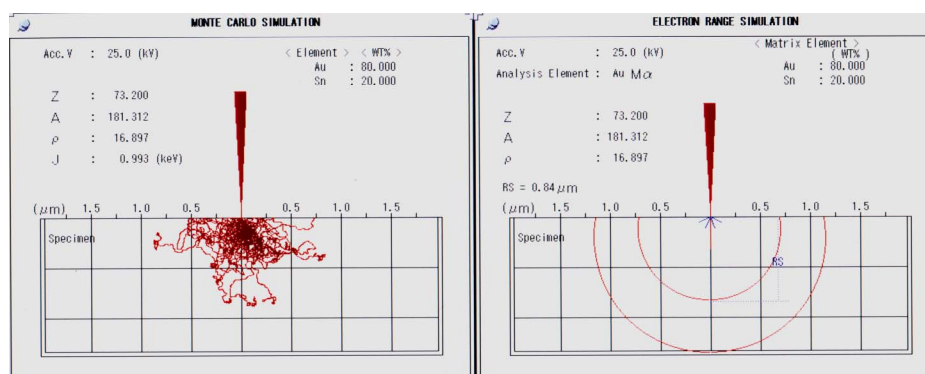 MONTE CARLO SIMULATION
Acc.V : 25.0 (kV)
< Element > < WT% >
Au : 80.000
Sn : 20.000
Z : 73.200
A : 181.312
ρ : 16.897
J : 0.993 (keV)
(μm) 1.5 1.0 0.5 0.5 1.0 1.5
Specimen
ELECTRON RANGE SIMULATION
Acc.V : 25.0 (kV)
Analysis Element : Au Mα
< Matrix Element >
( WT% )
Au : 80.000
Sn : 20.000
Z : 73.200
A : 181.312
ρ : 16.897
RS = 0.84 μm
(μm) 1.5 1.0 0.5 0.5 1.0 1.5
Specimen
RS